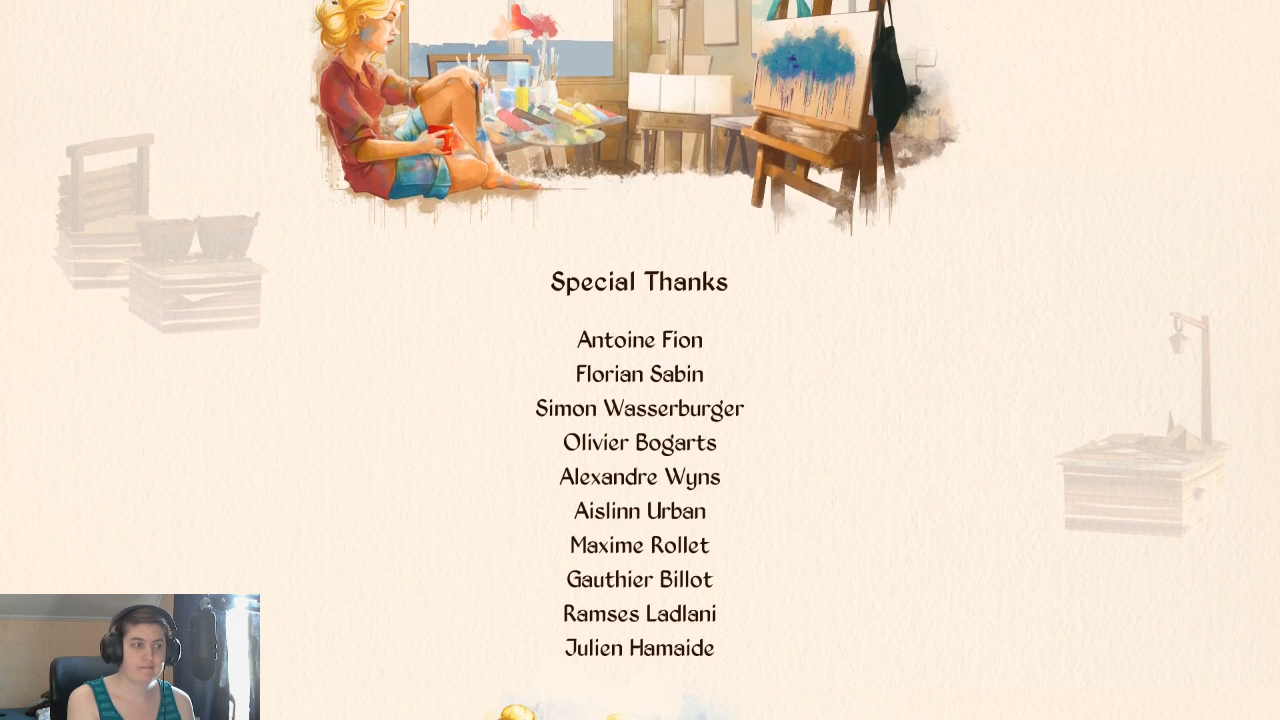 Special Thanks
Antoine Fion
Florian Sabin
Simon Wasserburger
Olivier Bogarts
Alexandre Wyns
Aislinn Urban
Maxime Rollet
Gauthier Billot
Ramses Ladlani
Julien Hamaide